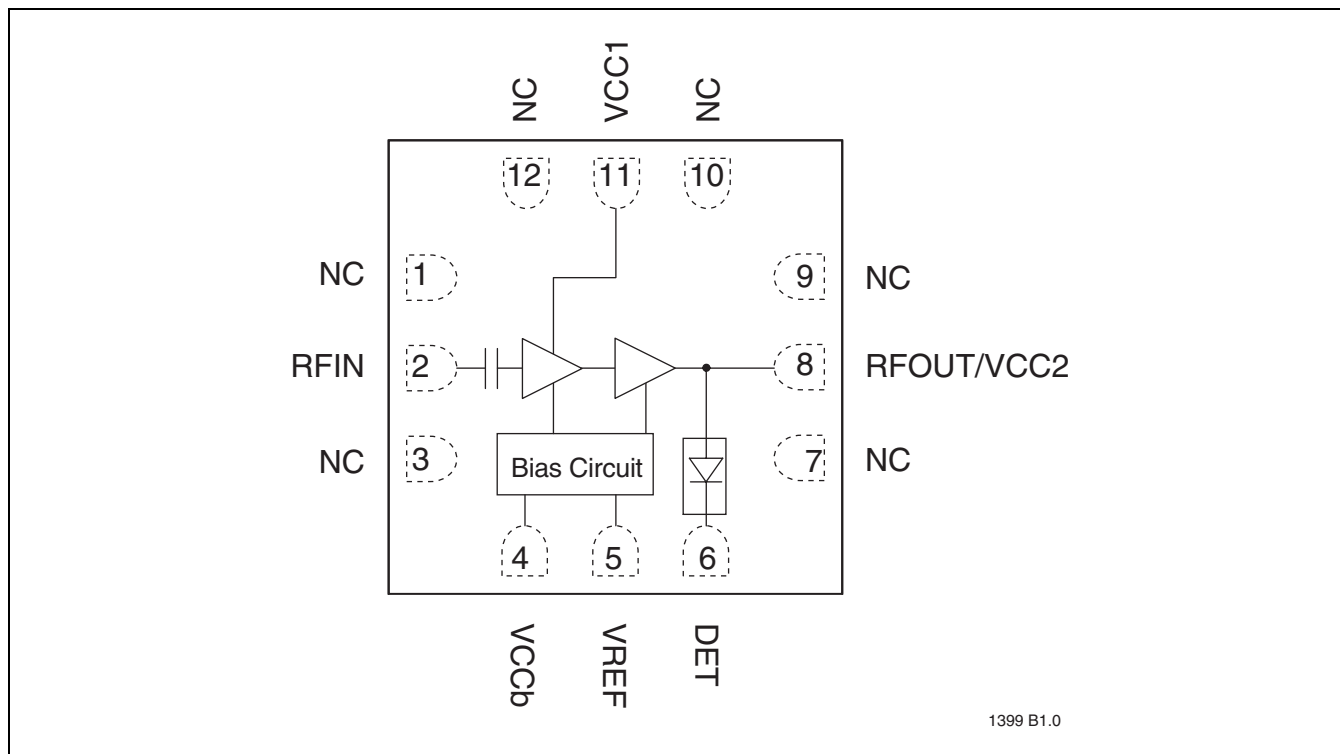 NC
VCC1
NC
12
11
10
NC
1
9
NC
RFIN
2
8
RFOUT/VCC2
NC
3
Bias Circuit
7
NC
4
5
6
VCCb
VREF
DET
1399 B1.0